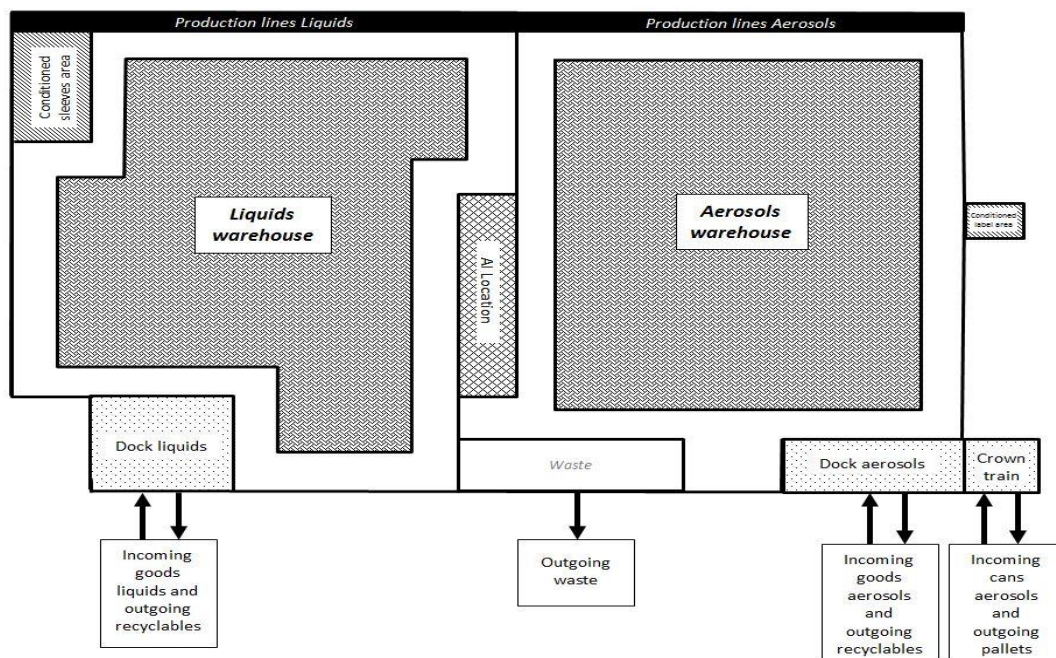 Production lines Liquids
Production lines Aerosols
Conditioned
sleeves area
Liquids
warehouse
Aerosols
warehouse
Conditioned
label area
AI Location
Dock liquids
Waste
Dock aerosols
Crown
train
Incoming
goods
liquids and
outgoing
recyclables
Outgoing
waste
Incoming
goods
aerosols
and
outgoing
recyclables
Incoming
cans
aerosols
and
outgoing
pallets